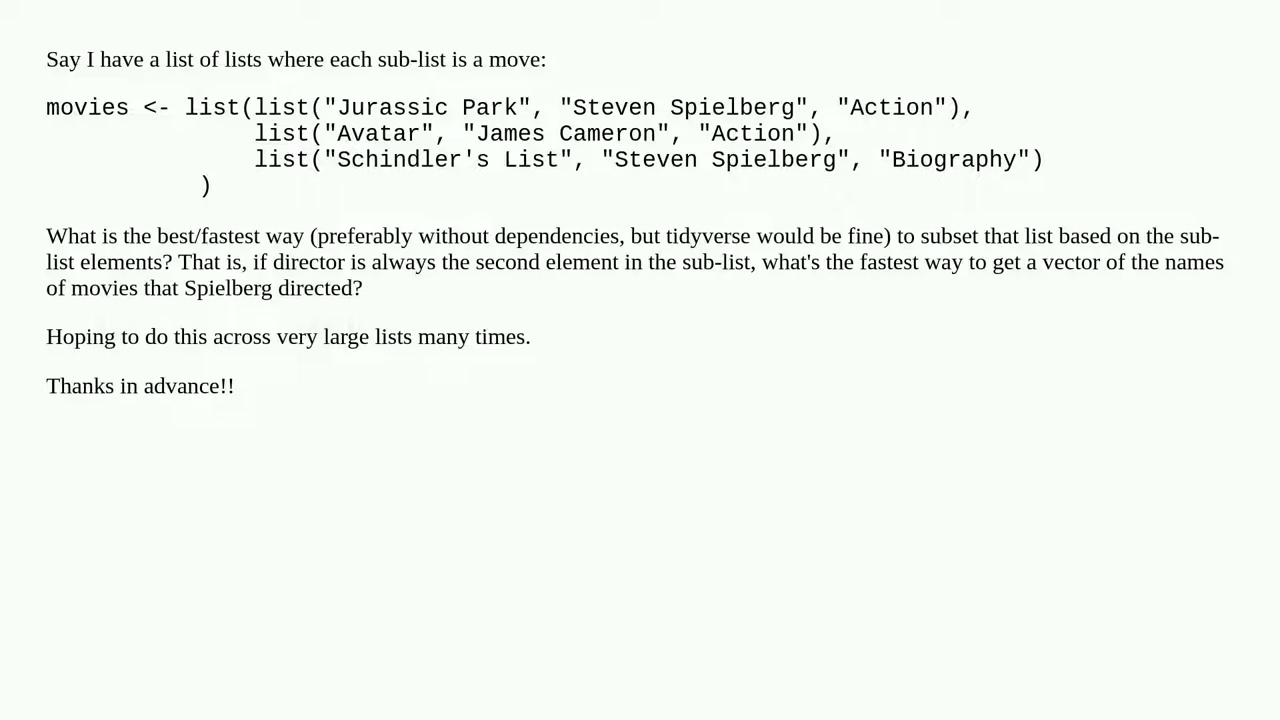 Say I have a list of lists where each sub-list is a move:
movies <- list(list("Jurassic Park", "Steven Spielberg", "Action"),
list("Avatar", "James Cameron", "Action"),
list("Schindler's List", "Steven Spielberg", "Biography")
)
What is the best/fastest way (preferably without dependencies, but tidyverse would be fine) to subset that list based on the sub-
list elements? That is, if director is always the second element in the sub-list, what's the fastest way to get a vector of the names
of movies that Spielberg directed?
Hoping to do this across very large lists many times.
Thanks in advance!!